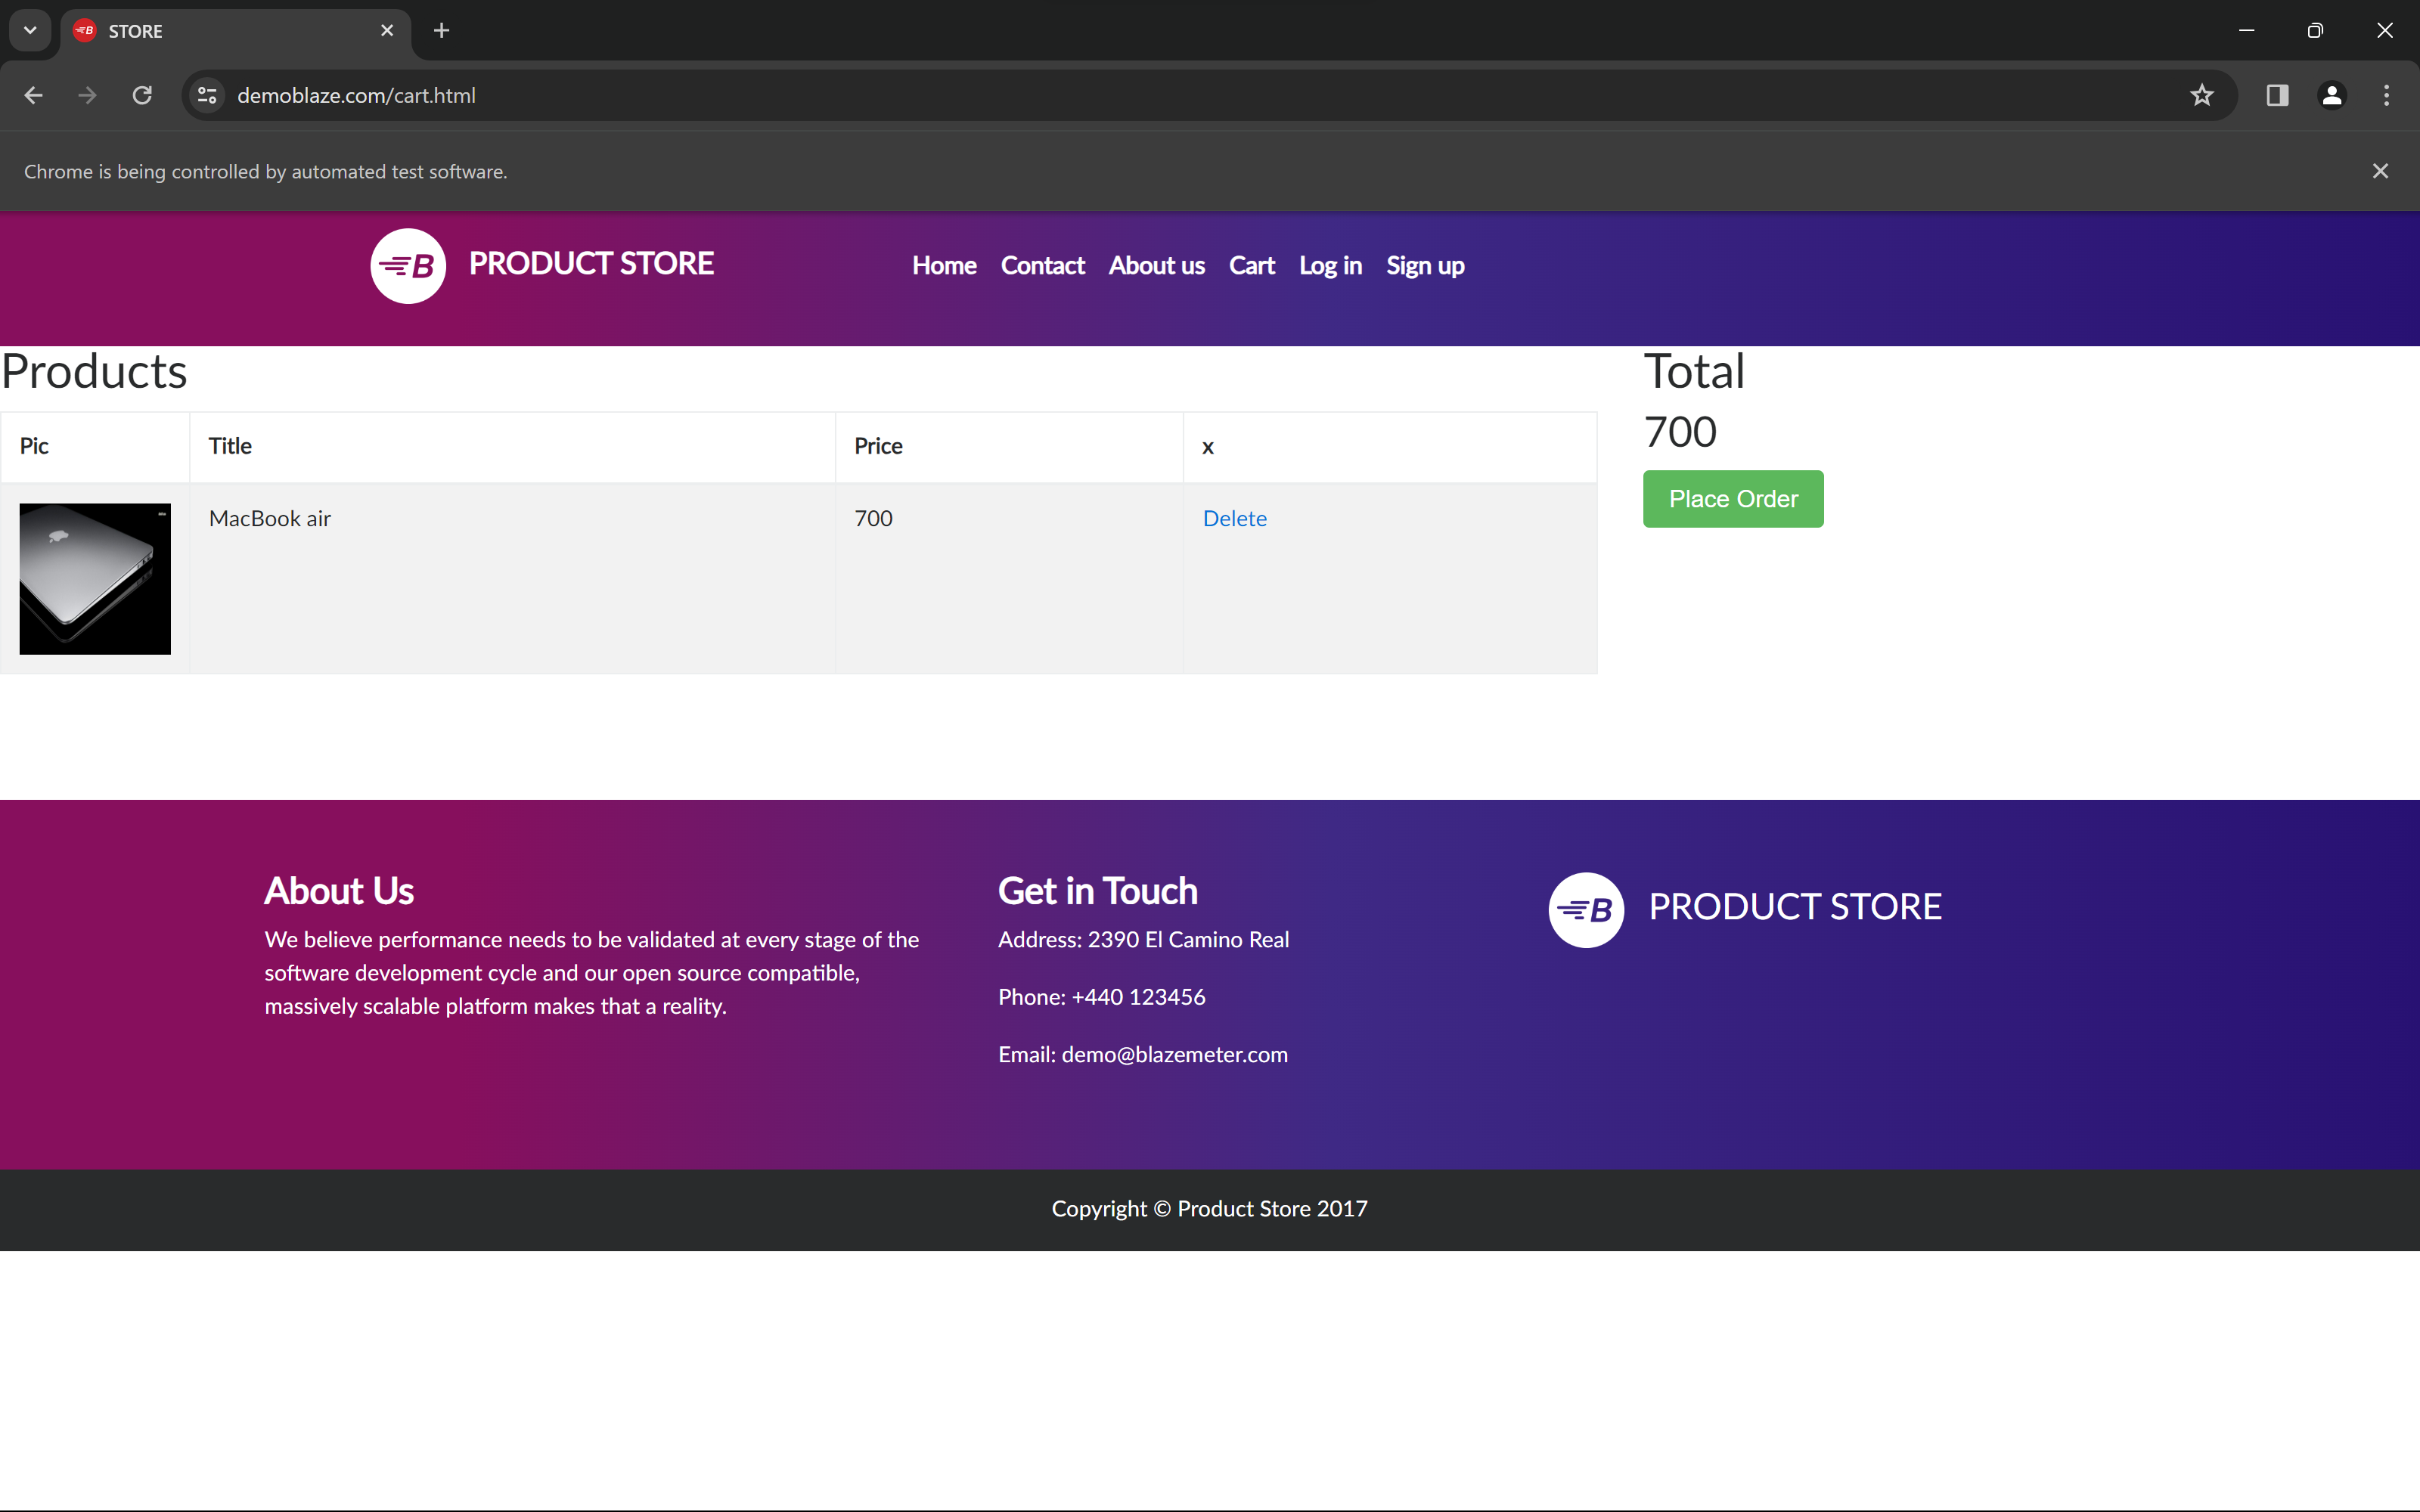 STORE
demoblaze.com/cart.html
Chrome is being controlled by automated test software.
B PRODUCT STORE Home Contact About us Cart Log in Sign up
Products
Total
Pic Title Price x
700
MacBook air 700 Delete
Place Order
About Us
We believe performance needs to be validated at every stage of the
software development cycle and our open source compatible,
massively scalable platform makes that a reality.
Get in Touch
Address: 2390 El Camino Real
Phone: +440 123456
Email: demo@blazemeter.com
B PRODUCT STORE
Copyright © Product Store 2017